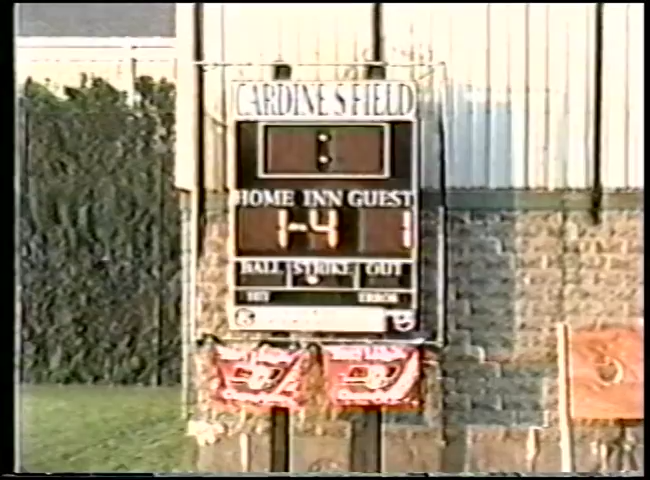 CARDINE S FIELD
:
HOME INN GUEST
1-4 1
BALL STRIKE OUT
HIT ERROR